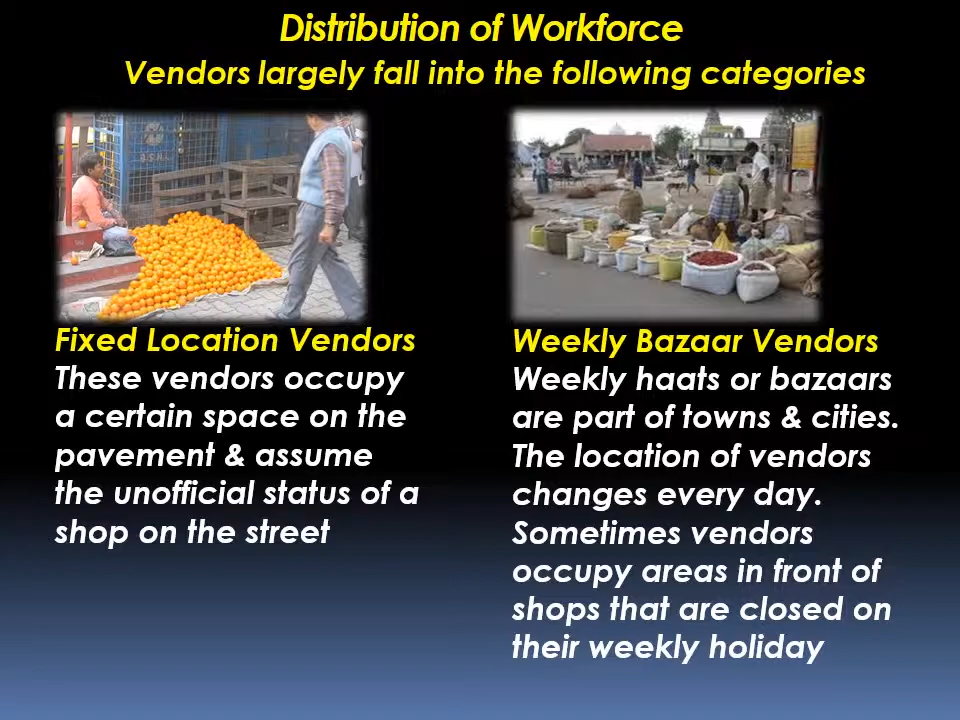 Distribution of Workforce
Vendors largely fall into the following categories
Fixed Location Vendors
These vendors occupy
a certain space on the
pavement & assume
the unofficial status of a
shop on the street
Weekly Bazaar Vendors
Weekly haats or bazaars
are part of towns & cities.
The location of vendors
changes every day.
Sometimes vendors
occupy areas in front of
shops that are closed on
their weekly holiday